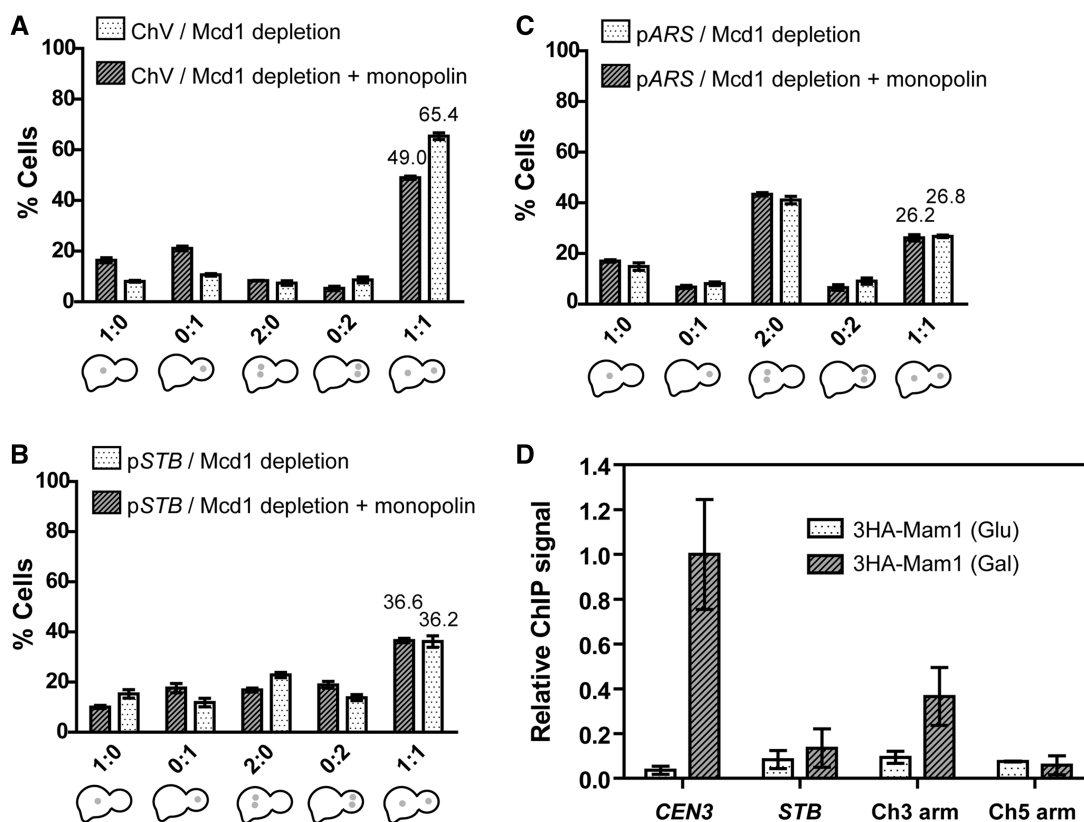 A
ChV / Mcd1 depletion
ChV / Mcd1 depletion + monopolin
% Cells
100
80
60
40
20
0
49.0
65.4
1:0
0:1
2:0
0:2
1:1
B
pSTB / Mcd1 depletion
pSTB / Mcd1 depletion + monopolin
% Cells
100
80
60
40
20
0
36.6
36.2
1:0
0:1
2:0
0:2
1:1
C
pARS / Mcd1 depletion
pARS / Mcd1 depletion + monopolin
% Cells
100
80
60
40
20
0
26.2
26.8
1:0
0:1
2:0
0:2
1:1
D
Relative ChIP signal
1.4
1.2
1.0
0.8
0.6
0.4
0.2
0.0
3HA-Mam1 (Glu)
3HA-Mam1 (Gal)
CEN3
STB
Ch3 arm
Ch5 arm